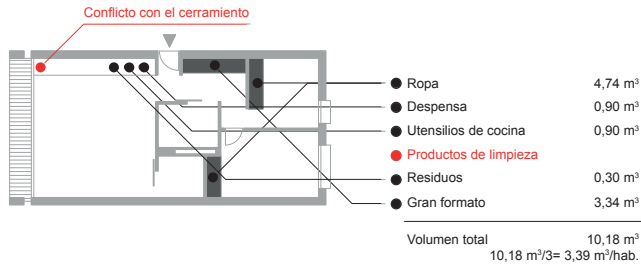 Conflicto con el cerramiento
Ropa 4,74 m³
Despensa 0,90 m³
Utensilios de cocina 0,90 m³
Productos de limpieza
Residuos 0,30 m³
Gran formato 3,34 m³
Volumen total 10,18 m³
10,18 m³/3= 3,39 m³/hab.